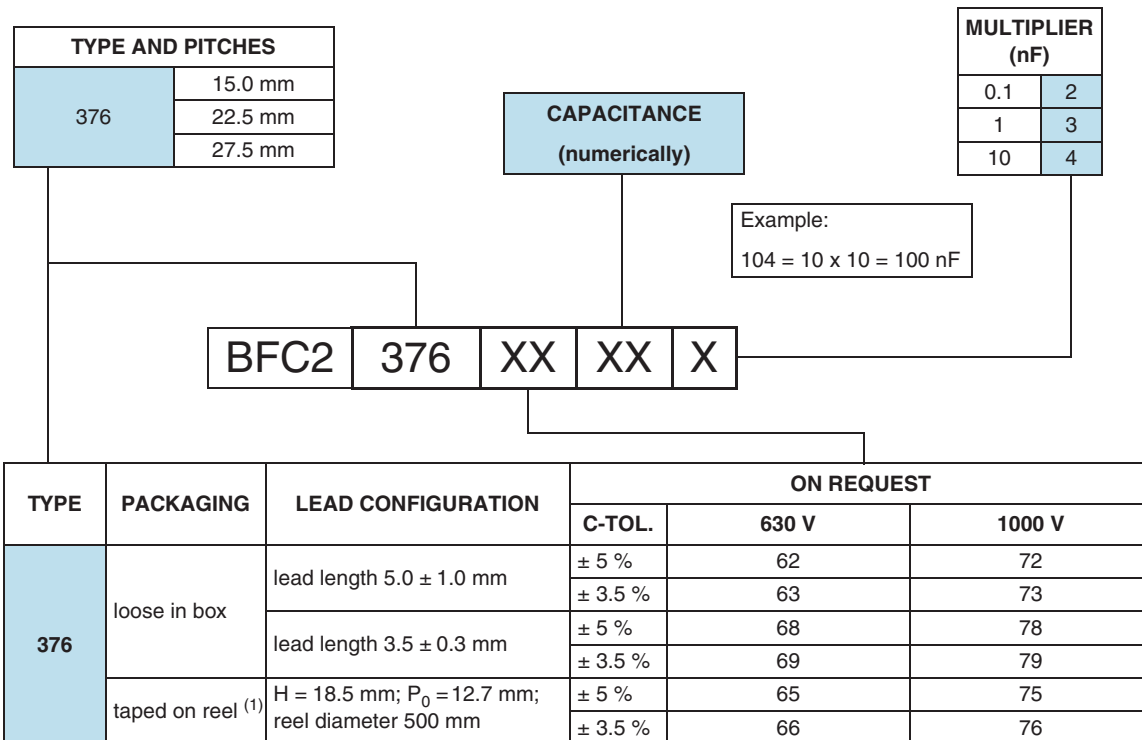 TYPE AND PITCHES
376
15.0 mm
22.5 mm
27.5 mm
CAPACITANCE
(numerically)
MULTIPLIER
(nF)
0.1 2
1 3
10 4
Example:
104 = 10 x 10 = 100 nF
BFC2 376 XX XX X
TYPE PACKAGING LEAD CONFIGURATION ON REQUEST
C-TOL. 630 V 1000 V
376
loose in box
lead length 5.0 ± 1.0 mm
± 5 % 62 72
± 3.5 % 63 73
lead length 3.5 ± 0.3 mm
± 5 % 68 78
± 3.5 % 69 79
taped on reel (1)
H = 18.5 mm; P0 = 12.7 mm;
reel diameter 500 mm
± 5 % 65 75
± 3.5 % 66 76